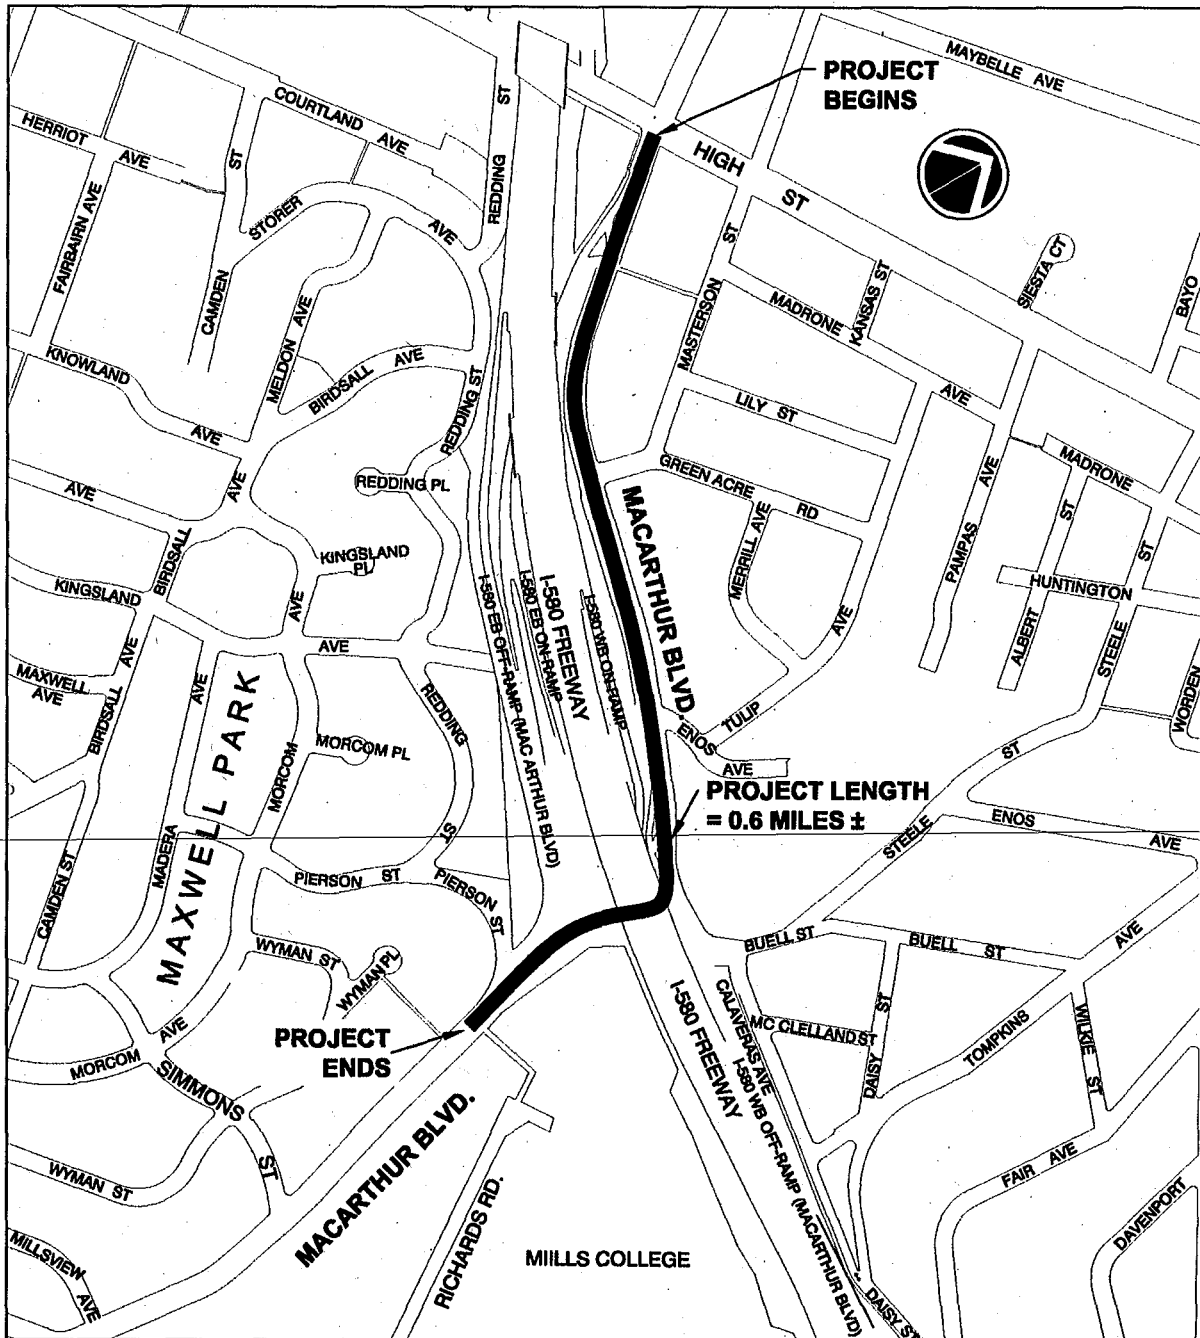 MAYBELLE AVE
PROJECT
BEGINS
COURTLAND AVE
HERRIOT AVE
ST
REDDING ST
HIGH ST
STORER AVE
FAIRBAIRN AVE
CAMDEN
MELDON AVE
SIESTA CT
KANSAS ST
BAYO
MASTERSON ST
MADRONE AVE
KNOWLAND AVE
BIRDSALL AVE
REDDING ST
LILY ST
AVE
AVE
REDDING PL
GREEN ACRE RD
MADRONE
PAMPAS AVE
ST
ST
MACARTHUR BLVD.
MERRILL AVE
BIRDSALL
KINGSLAND
PL
KINGSLAND AVE
AVE
I-580 EB OFF-RAMP (MAC ARTHUR BLVD)
I-580 EB ON-RAMP
I-580 FREEWAY
I-580 WB ON-RAMP
HUNTINGTON
ALBERT
STEELE
AVE
MAXWELL
AVE
BIRDSALL AVE
AVE
MAXWELL PARK
REDDING ST
TULIP
ENOS
AVE
WORDEN
MORCOM
MORCOM PL
ST
PROJECT LENGTH
= 0.6 MILES ±
ENOS AVE
STEELE
MADERA
CAMDEN ST
PIERSON ST
PIERSON ST
WYMAN ST
WYMAN PL
BUELL ST
BUELL ST
AVE
PROJECT
ENDS
I-580 FREEWAY
CALAVERAS AVE
MC CLELLAND ST
DAISY ST
TOMPKINS
WILKIE ST
MORCOM AVE
SIMMONS ST
MACARTHUR BLVD.
I-580 WB OFF-RAMP (MACARTHUR BLVD)
WYMAN ST
FAIR AVE
DAVENPORT
RICHARDS RD.
MIILLS COLLEGE
MILLSVIEW AVE
DAISY ST